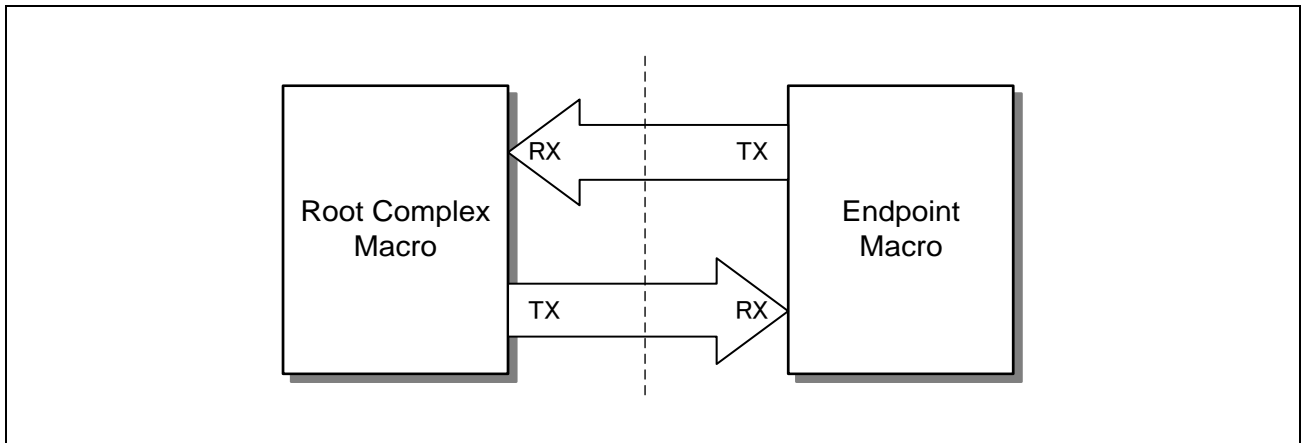 RX
TX
Root Complex
Macro
Endpoint
Macro
TX
RX